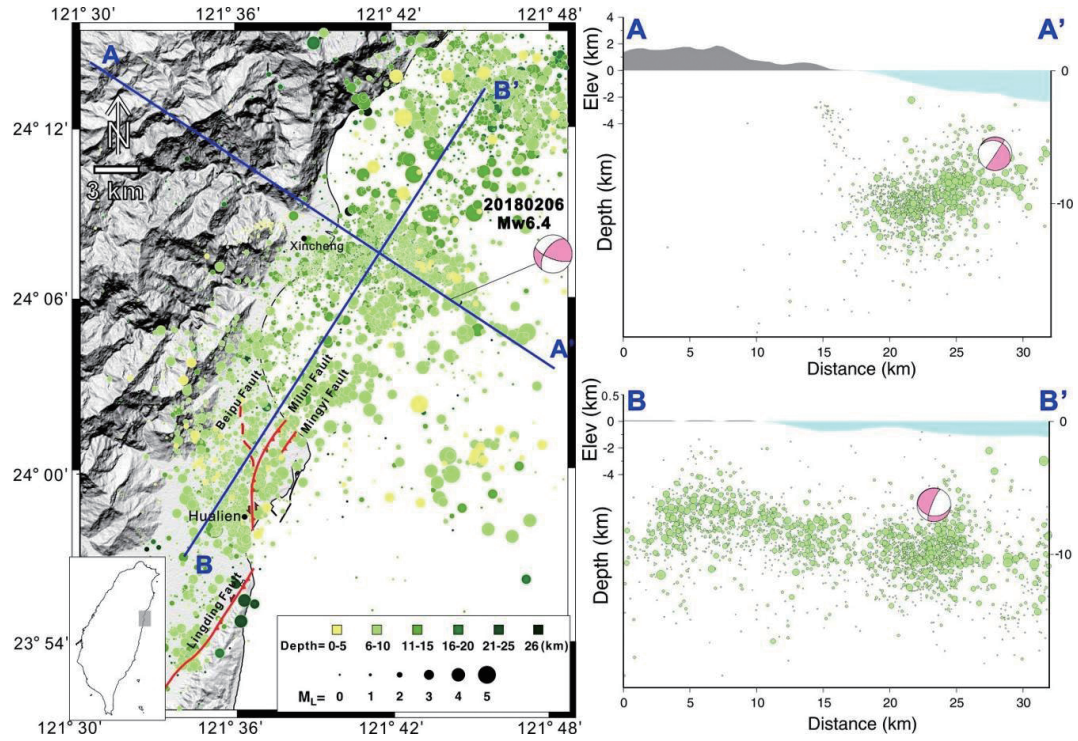 121° 30' 121° 36' 121° 42' 121° 48'
24° 12'
24° 06'
24° 00'
23° 54'
A
B'
N
3 km
20180206
Mw6.4
Xincheng
A
Beipu Fault
Milun Fault
Mingyi Fault
Hualien
B
Lingding Fault
Depth= 0-5 6-10 11-15 16-20 21-25 26 (km)
ML= 0 1 2 3 4 5
121° 30' 121° 36' 121° 42' 121° 48'
A A'
Elev (km)
4
2
0
-2
-4
0
-10
Depth (km)
0 5 10 15 20 25 30
Distance (km)
B B'
Elev (km)
0.5
0
-2
-4
0
-10
Depth (km)
0 5 10 15 20 25 30
Distance (km)